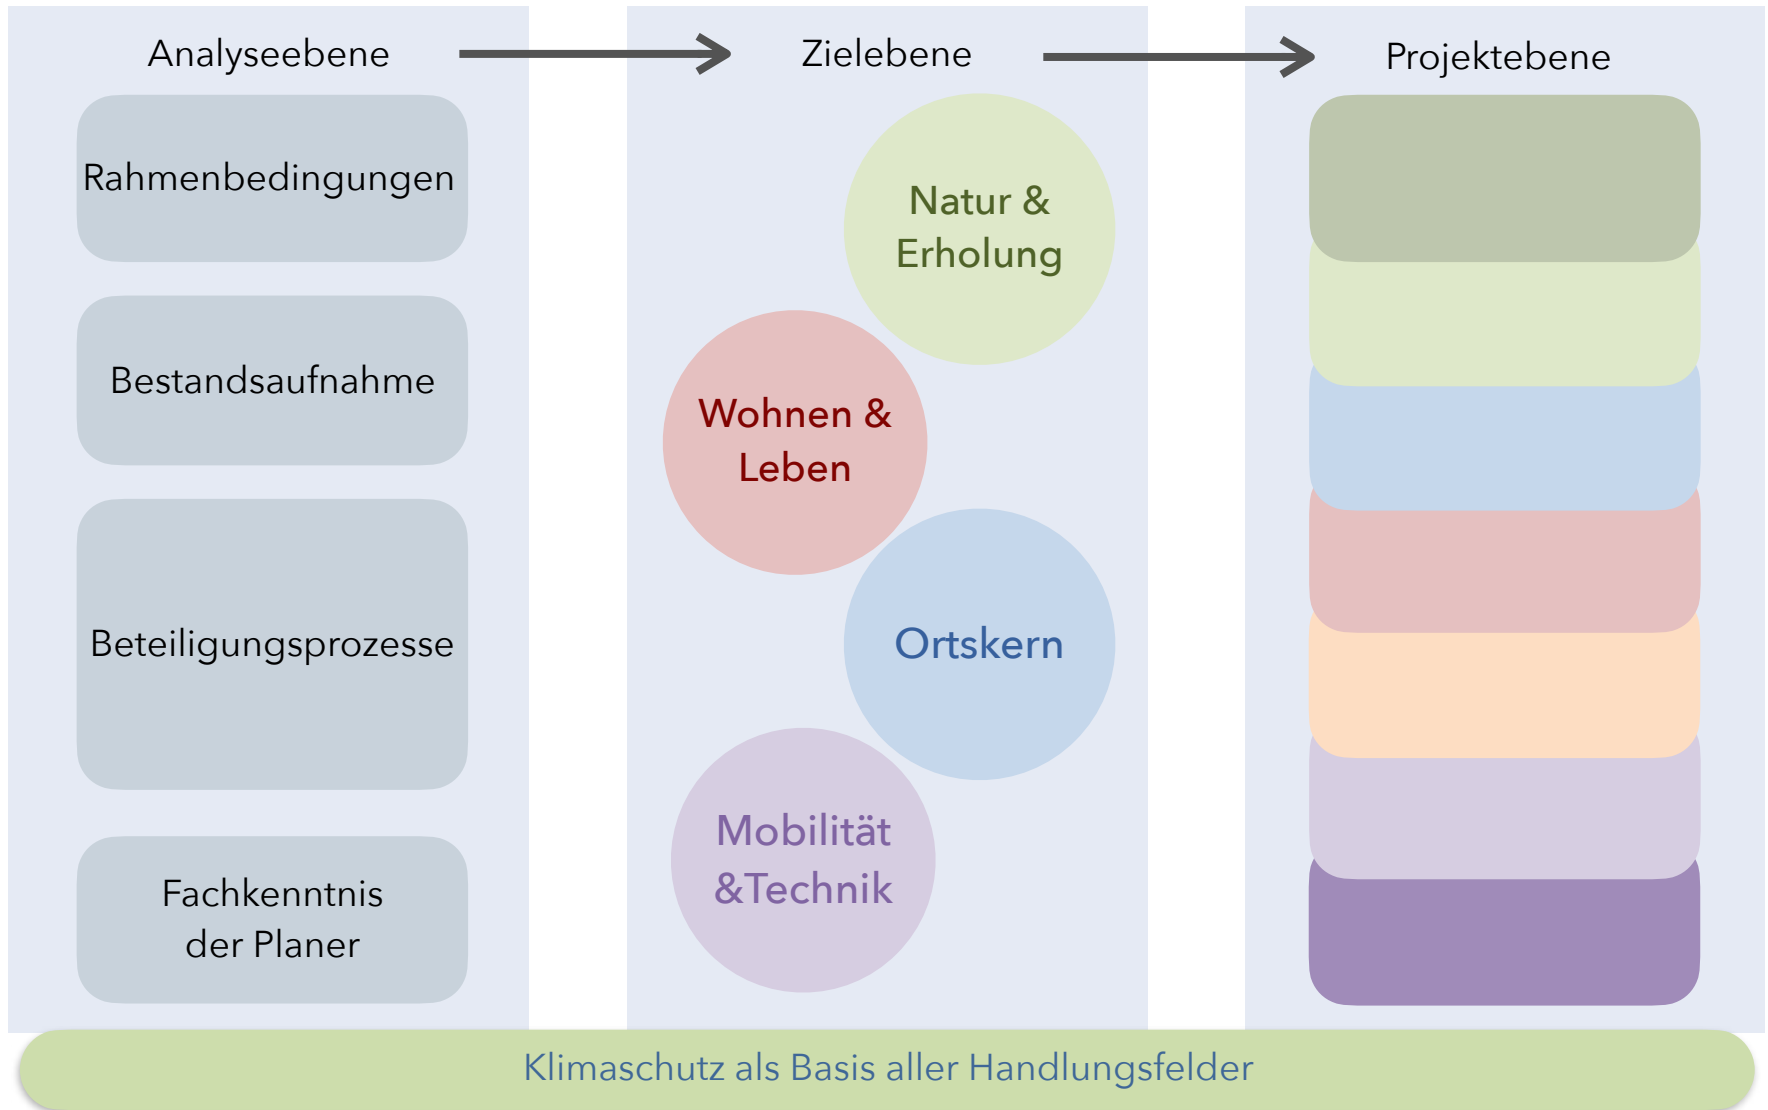 Analyseebene
Zielebene
Projektebene
Rahmenbedingungen
Bestandsaufnahme
Beteiligungsprozesse
Fachkenntnis
der Planer
Natur &
Erholung
Wohnen &
Leben
Ortskern
Mobilität
&Technik
Klimaschutz als Basis aller Handlungsfelder